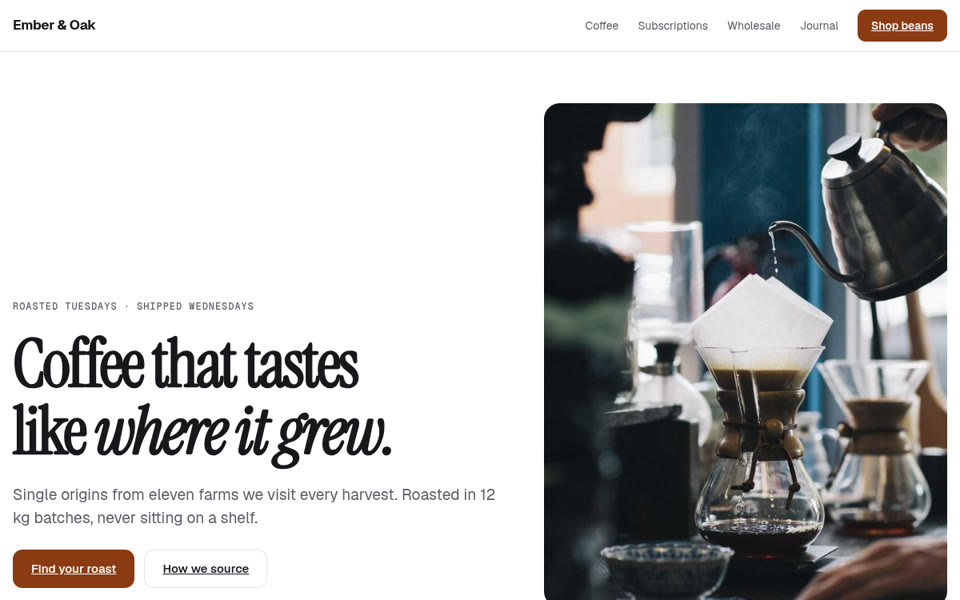 Ember & Oak
Coffee
Subscriptions
Wholesale
Journal
Shop beans
ROASTED TUESDAYS · SHIPPED WEDNESDAYS
Coffee that tastes
like where it grew.
Single origins from eleven farms we visit every harvest. Roasted in 12
kg batches, never sitting on a shelf.
Find your roast
How we source